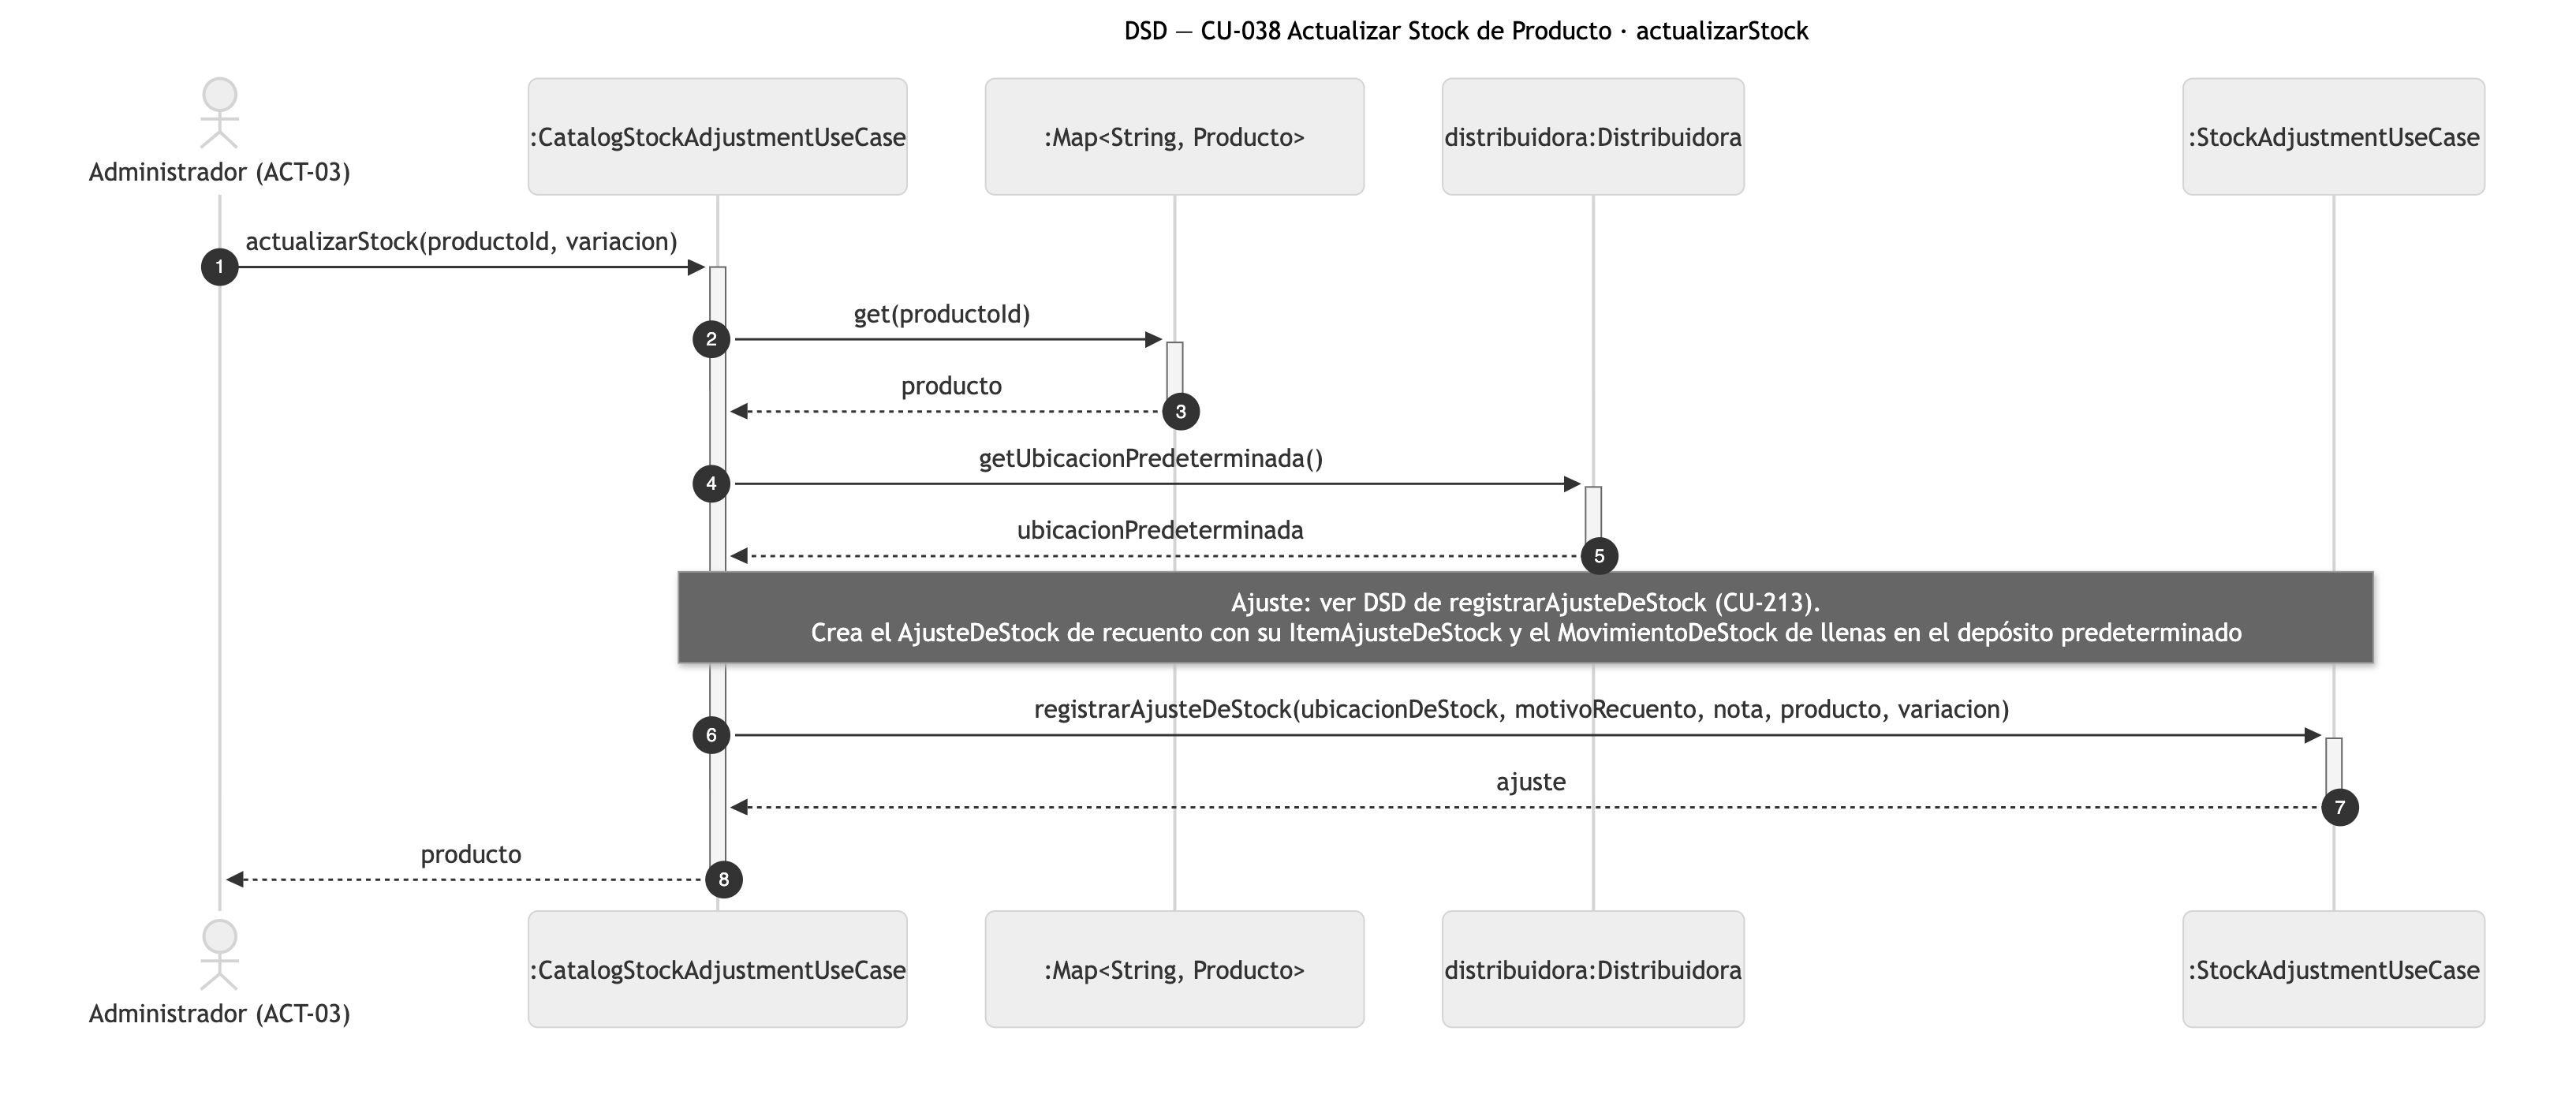 DSD — CU-038 Actualizar Stock de Producto · actualizarStock
Administrador (ACT-03)
:CatalogStockAdjustmentUseCase
:Map<String, Producto>
distribuidora:Distribuidora
:StockAdjustmentUseCase
actualizarStock(productoId, variacion)
1
get(productoId)
2
producto
3
getUbicacionPredeterminada()
4
ubicacionPredeterminada
5
Ajuste: ver DSD de registrarAjusteDeStock (CU-213).
Crea el AjusteDeStock de recuento con su ItemAjusteDeStock y el MovimientoDeStock de llenas en el depósito predeterminado
registrarAjusteDeStock(ubicacionDeStock, motivoRecuento, nota, producto, variacion)
6
ajuste
7
producto
8
Administrador (ACT-03)
:CatalogStockAdjustmentUseCase
:Map<String, Producto>
distribuidora:Distribuidora
:StockAdjustmentUseCase